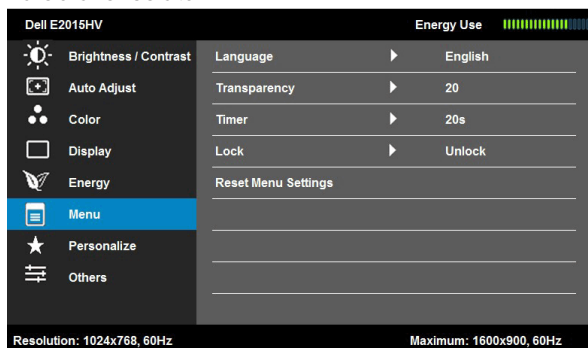 Dell E2015HV Energy Use
Brightness / Contrast
Auto Adjust
Color
Display
Energy
Menu
Personalize
Others
Language English
Transparency 20
Timer 20s
Lock Unlock
Reset Menu Settings
Resolution: 1024x768, 60Hz Maximum: 1600x900, 60Hz